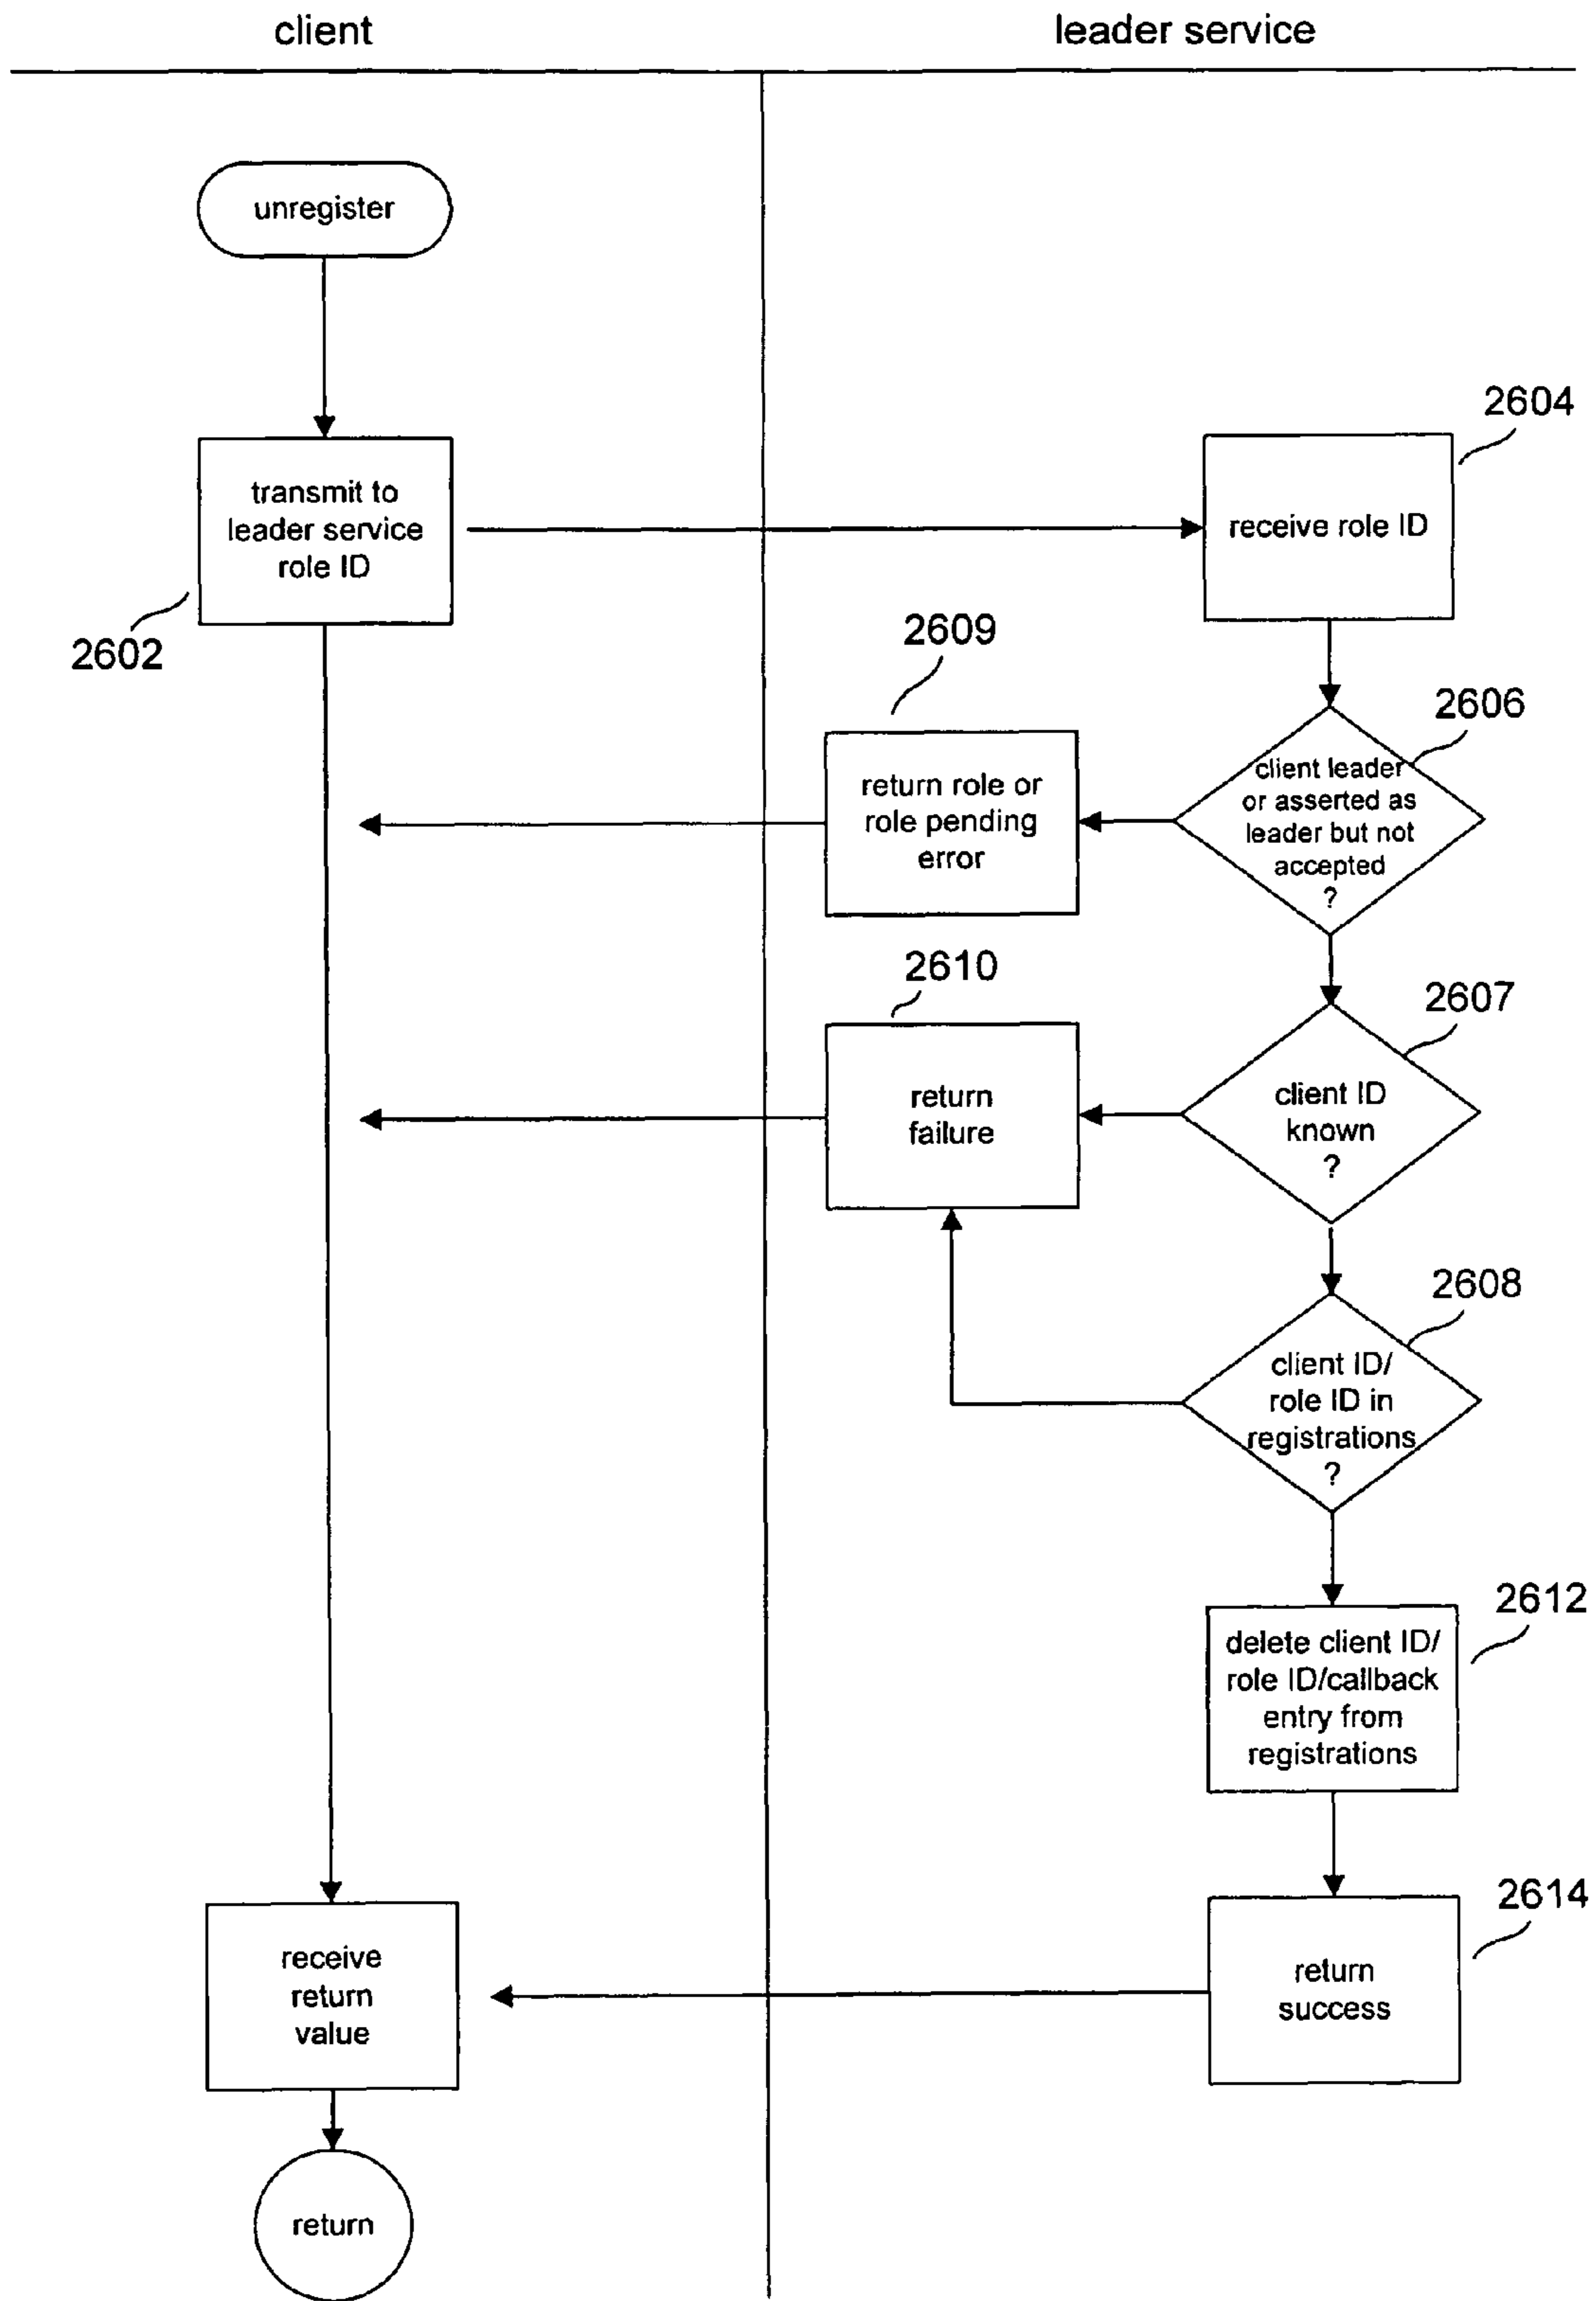 client
leader service
unregister
2604
transmit to
leader service
role ID
receive role ID
2602
2609
2606
return role or
role pending
error
client leader
or asserted as
leader but not
accepted
?
2610
2607
return
failure
client ID
known
?
2608
client ID/
role ID in
registrations
?
2612
delete client ID/
role ID/callback
entry from
registrations
2614
receive
return
value
return
success
return